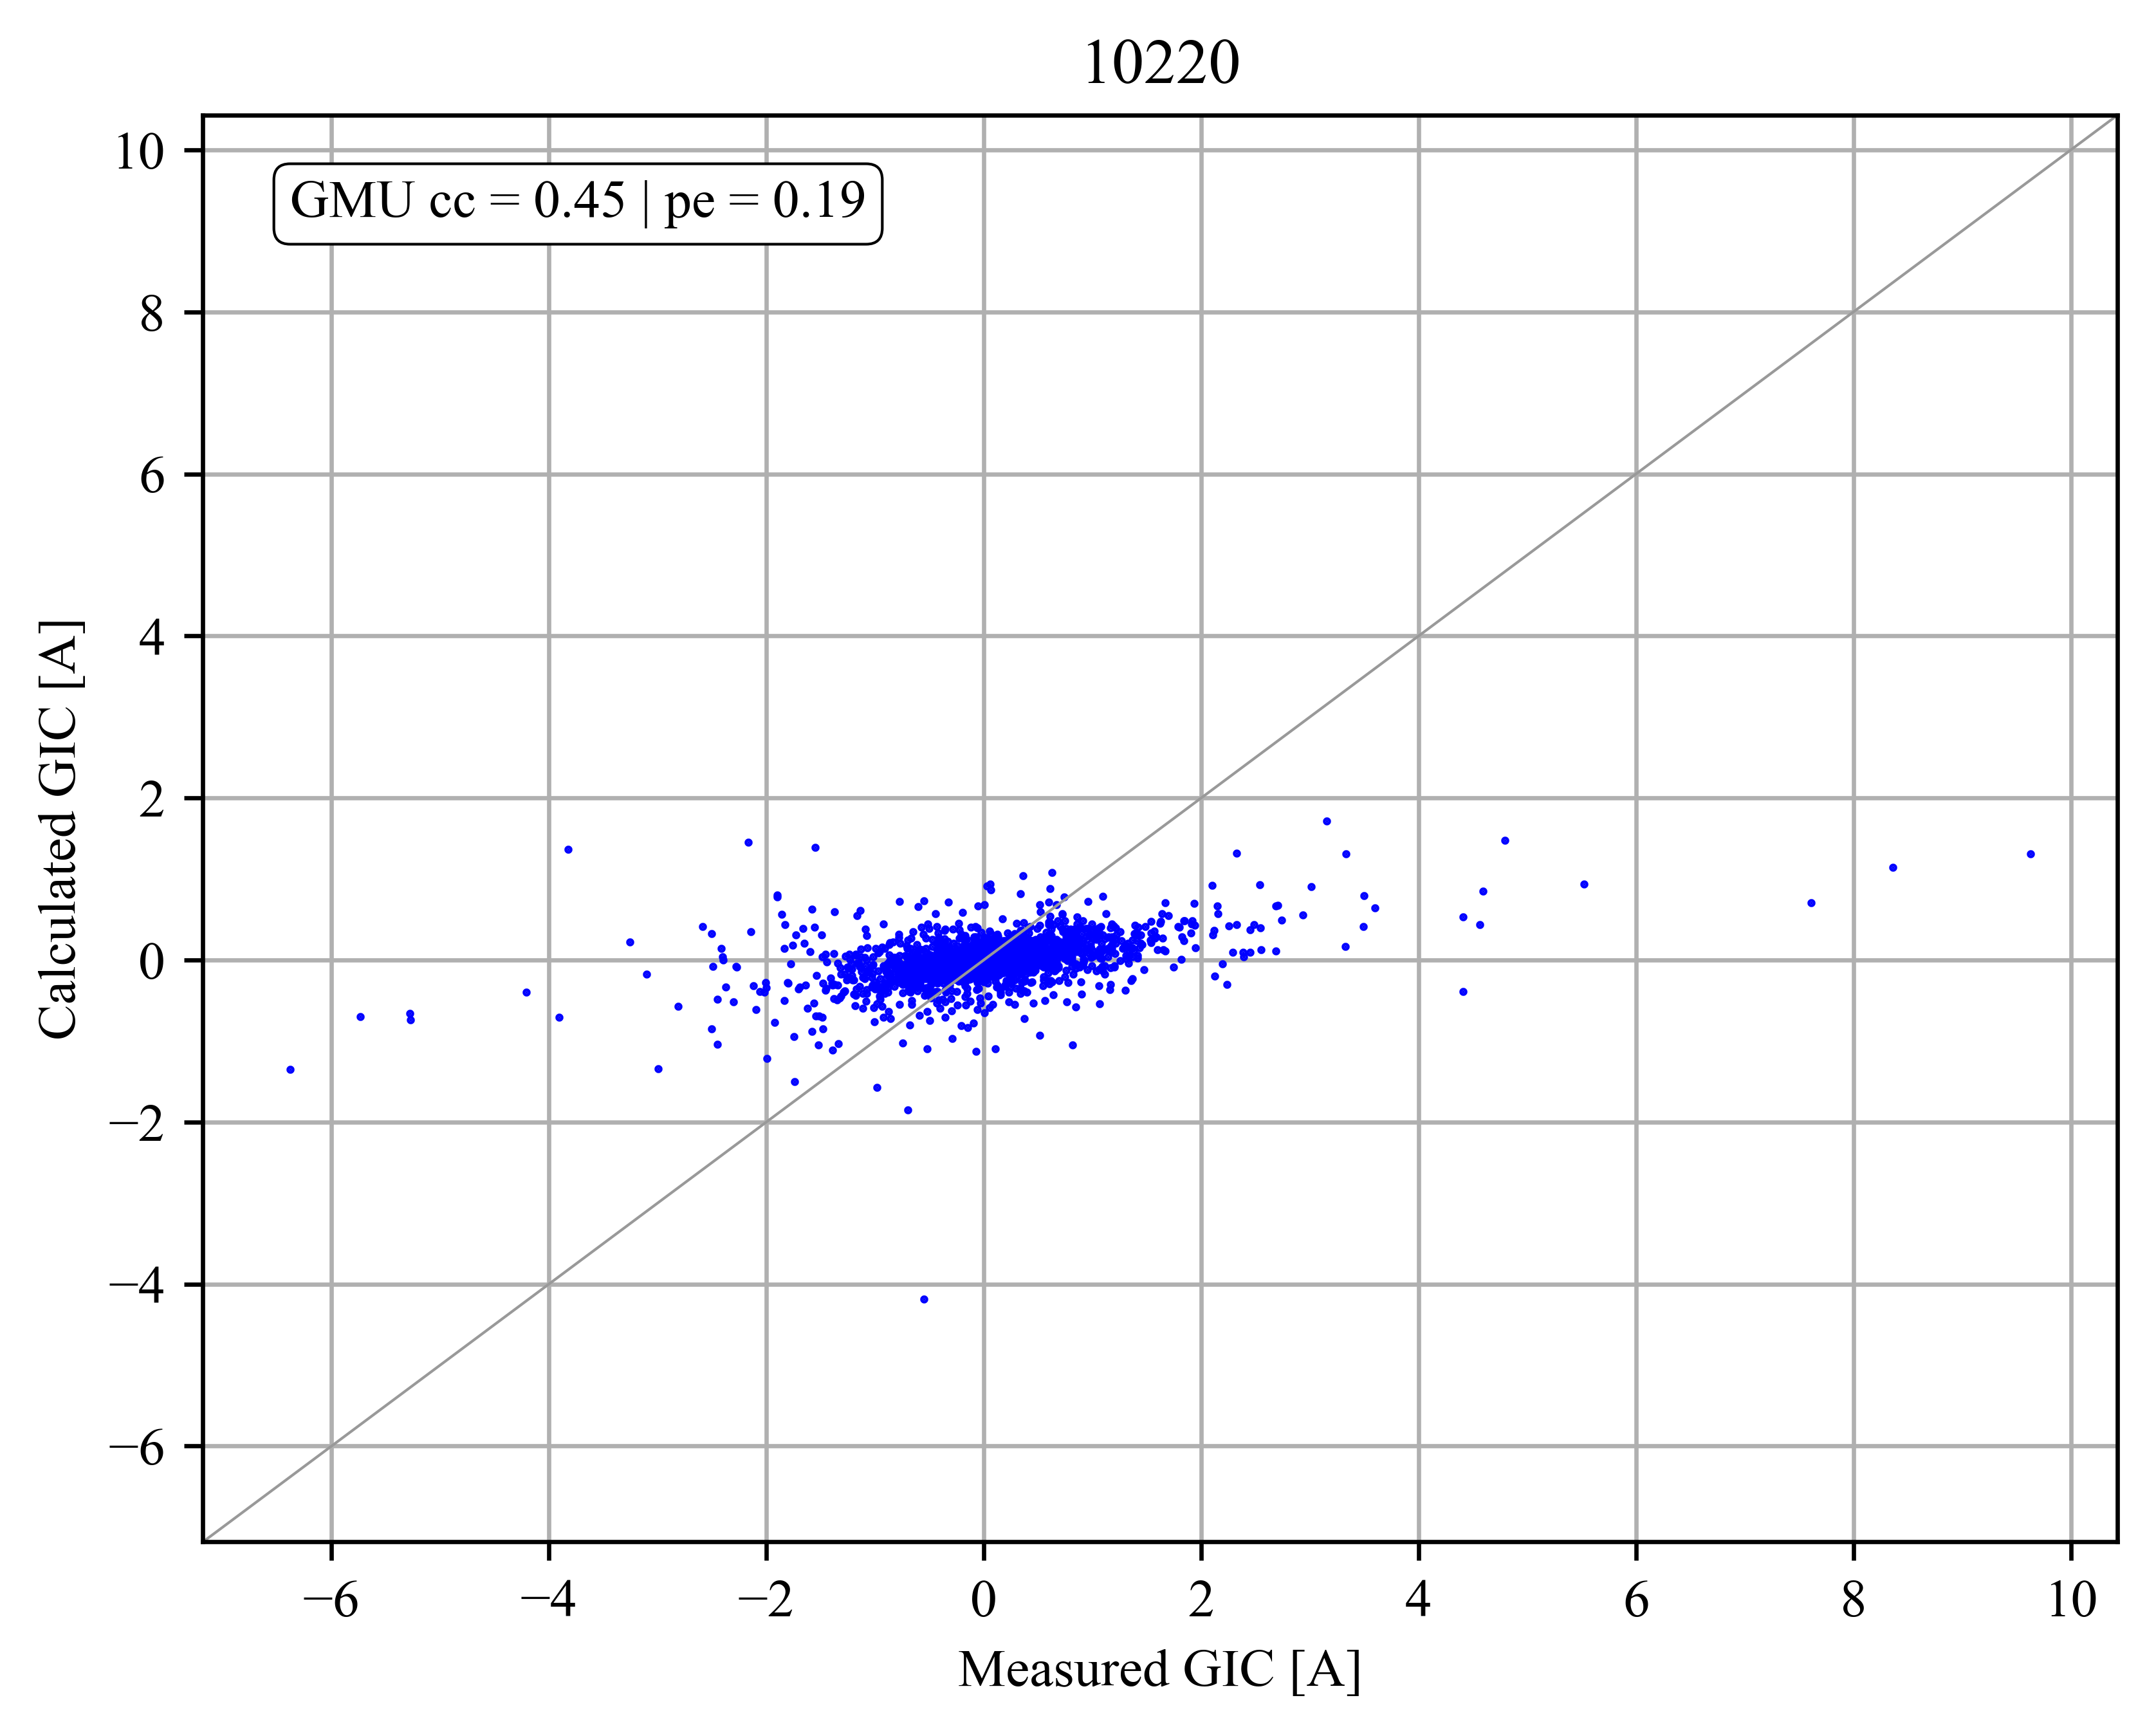 10220
GMU cc = 0.45 | pe = 0.19
10
8
6
4
2
0
−2
−4
−6
Calculated GIC [A]
−6 −4 −2 0 2 4 6 8 10
Measured GIC [A]